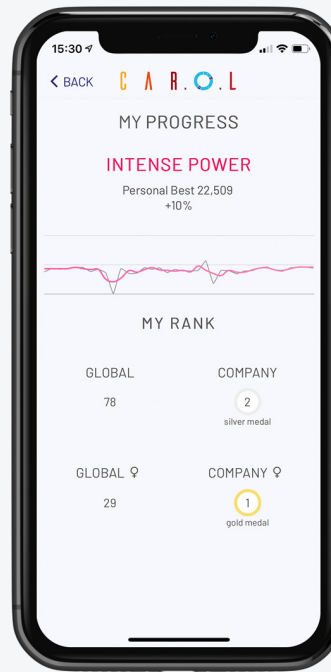 15:30
BACK
C A R.O.L
MY PROGRESS
INTENSE POWER
Personal Best 22,509
+10%
MY RANK
GLOBAL COMPANY
78 2
silver medal
GLOBAL ♀ COMPANY ♀
29 1
gold medal